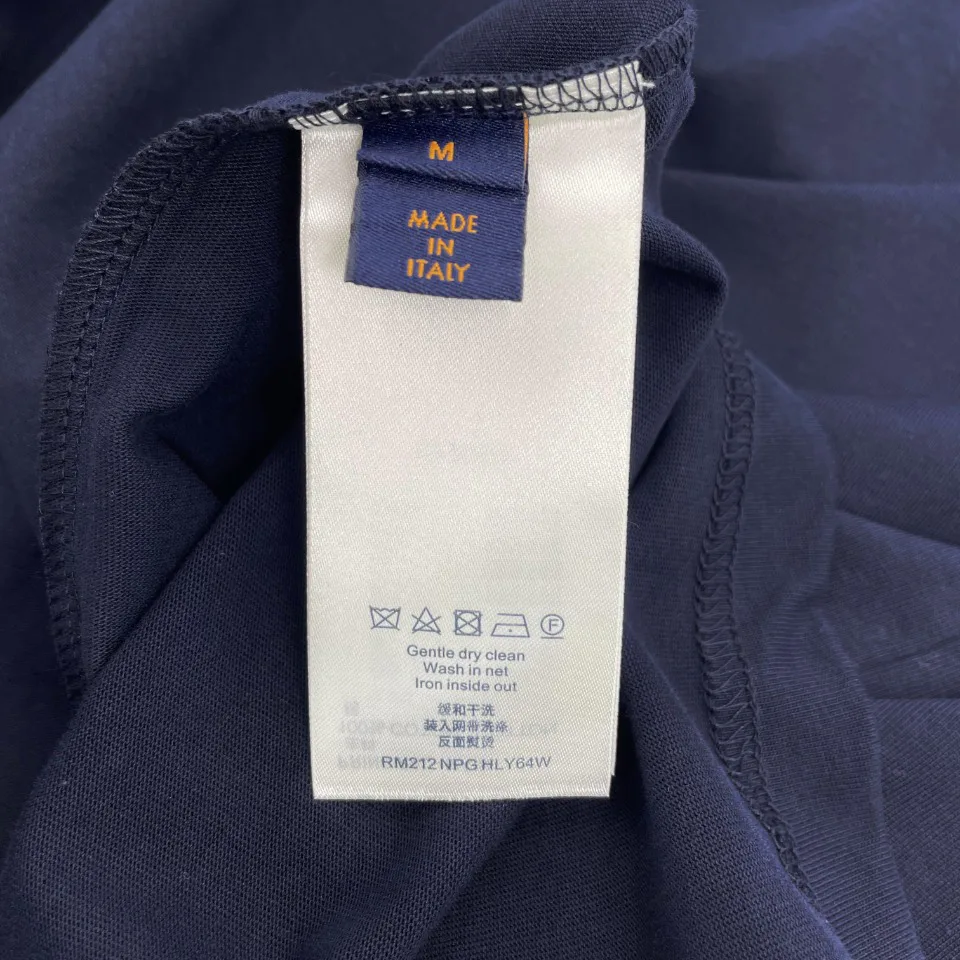 M
MADE
IN
ITALY
F
Gentle dry clean
Wash in net
Iron inside out
缓和干洗
装入网带洗涤
反面熨烫
RM212 NPG HLY64W